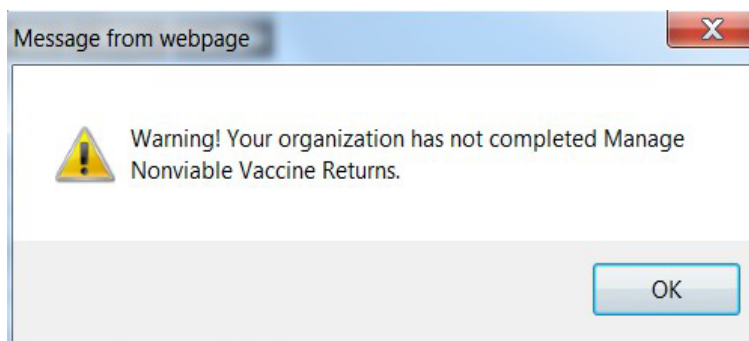 Message from webpage
X
Warning! Your organization has not completed Manage
Nonviable Vaccine Returns.
OK